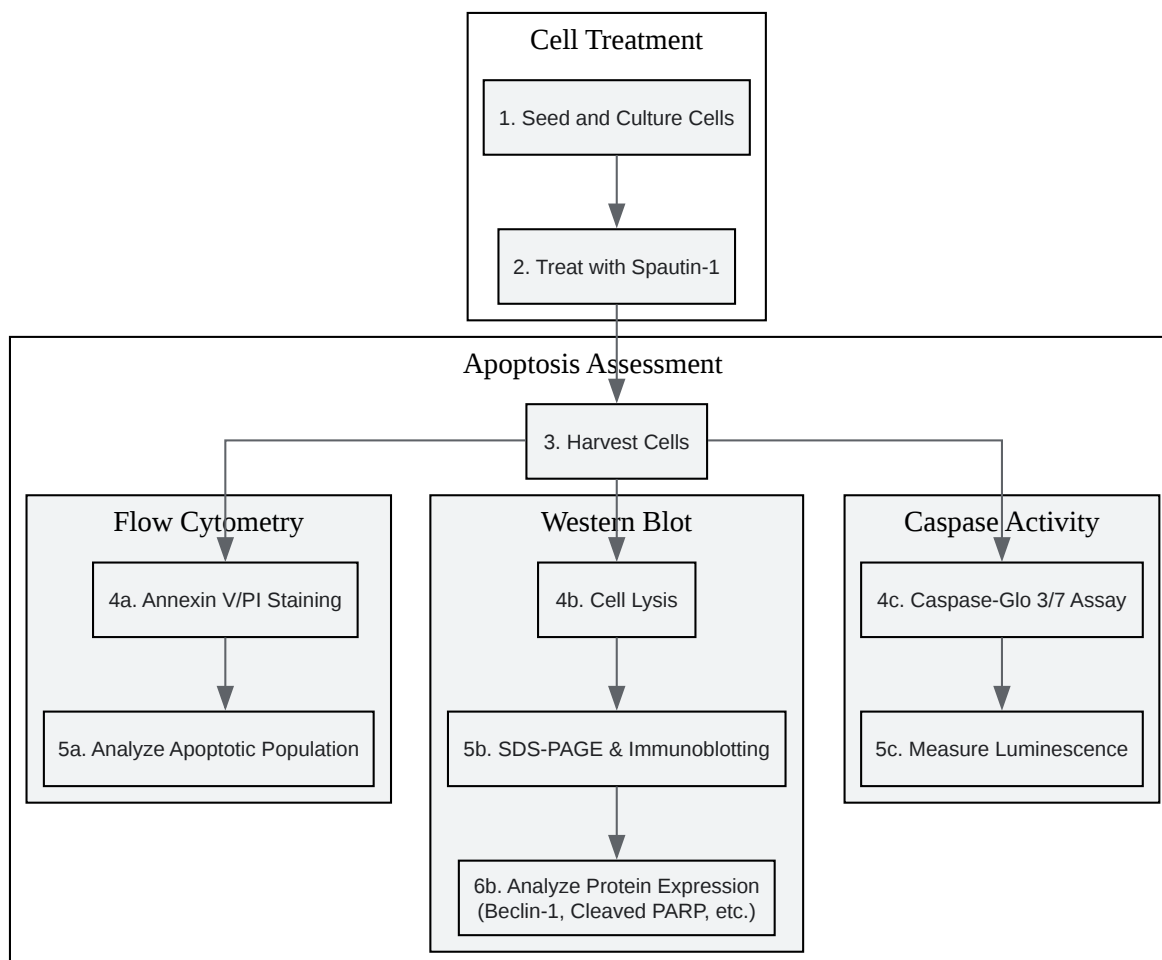 Cell Treatment
1. Seed and Culture Cells
2. Treat with Spautin-1
Apoptosis Assessment
3. Harvest Cells
Flow Cytometry
4a. Annexin V/PI Staining
5a. Analyze Apoptotic Population
Western Blot
4b. Cell Lysis
5b. SDS-PAGE & Immunoblotting
6b. Analyze Protein Expression
(Beclin-1, Cleaved PARP, etc.)
Caspase Activity
4c. Caspase-Glo 3/7 Assay
5c. Measure Luminescence